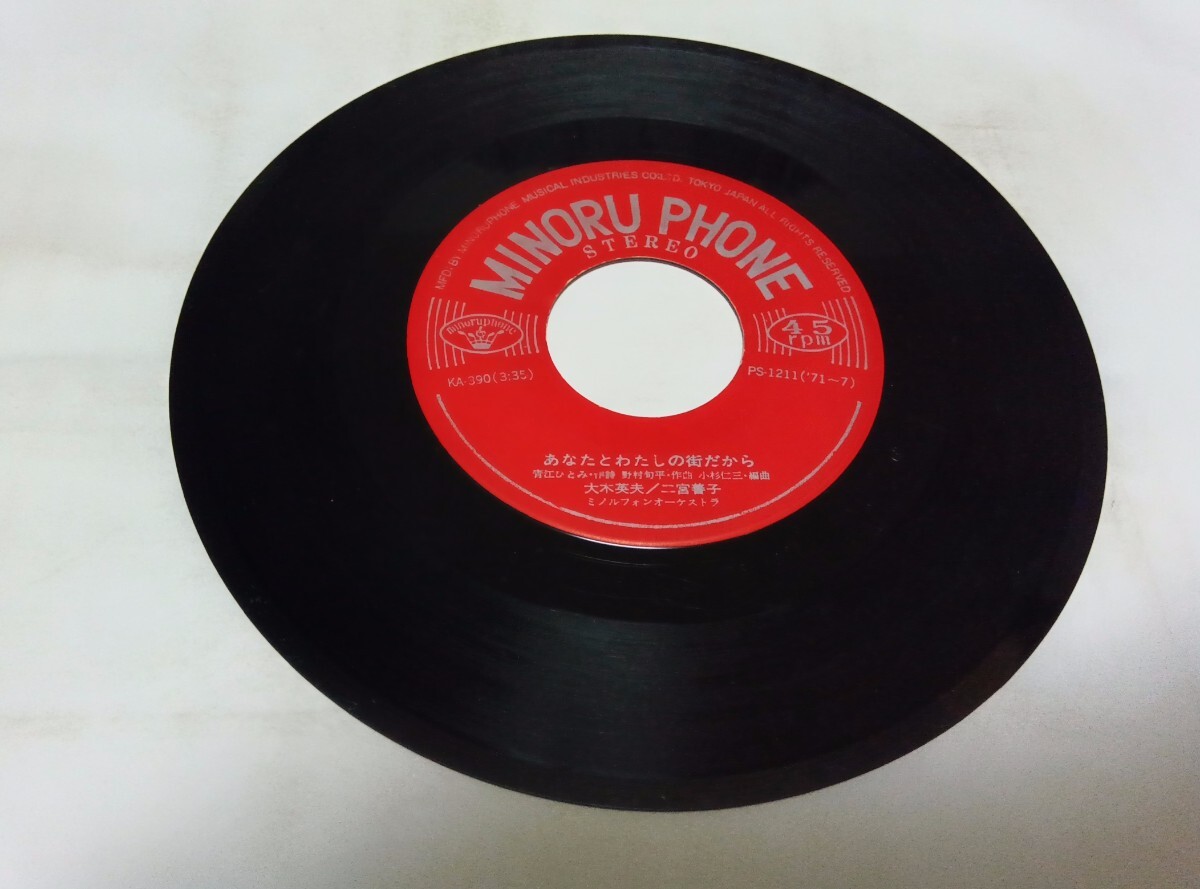 MFD. BY MINORUPHONE MUSICAL INDUSTRIES CO.LTD. TOKYO JAPAN ALL RIGHTS RESERVED
MINORU PHONE
STEREO
minoruphone
45
rpm
KA-390(3:35)
PS-1211('71~7)
あなたとわたしの街だから
青江ひとみ・作詩 野村旬平・作曲 小杉仁三・編曲
大木英夫/二宮善子
ミノルフォンオーケストラ